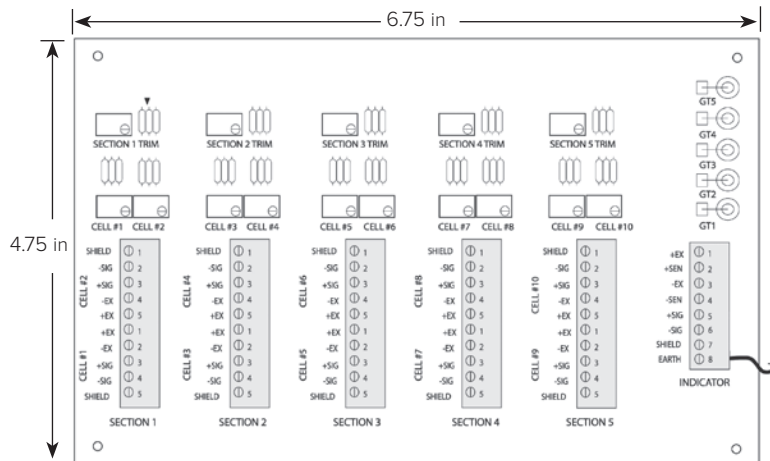 6.75 in
4.75 in
GT5
GT4
GT3
GT2
GT1
SECTION 1 TRIM
SECTION 2 TRIM
SECTION 3 TRIM
SECTION 4 TRIM
SECTION 5 TRIM
CELL #1 CELL #2
CELL #3 CELL #4
CELL #5 CELL #6
CELL #7 CELL #8
CELL #9 CELL #10
CELL #2
CELL #1
SHIELD 1
-SIG 2
+SIG 3
-EX 4
+EX 5
+EX 1
-EX 2
+SIG 3
-SIG 4
SHIELD 5
SECTION 1
CELL #4
CELL #3
SHIELD 1
-SIG 2
+SIG 3
-EX 4
+EX 5
+EX 1
-EX 2
+SIG 3
-SIG 4
SHIELD 5
SECTION 2
CELL #6
CELL #5
SHIELD 1
-SIG 2
+SIG 3
-EX 4
+EX 5
+EX 1
-EX 2
+SIG 3
-SIG 4
SHIELD 5
SECTION 3
CELL #8
CELL #7
SHIELD 1
-SIG 2
+SIG 3
-EX 4
+EX 5
+EX 1
-EX 2
+SIG 3
-SIG 4
SHIELD 5
SECTION 4
CELL #10
CELL #9
SHIELD 1
-SIG 2
+SIG 3
-EX 4
+EX 5
+EX 1
-EX 2
+SIG 3
-SIG 4
SHIELD 5
SECTION 5
+EX 1
+SEN 2
-EX 3
-SEN 4
+SIG 5
-SIG 6
SHIELD 7
EARTH 8
INDICATOR